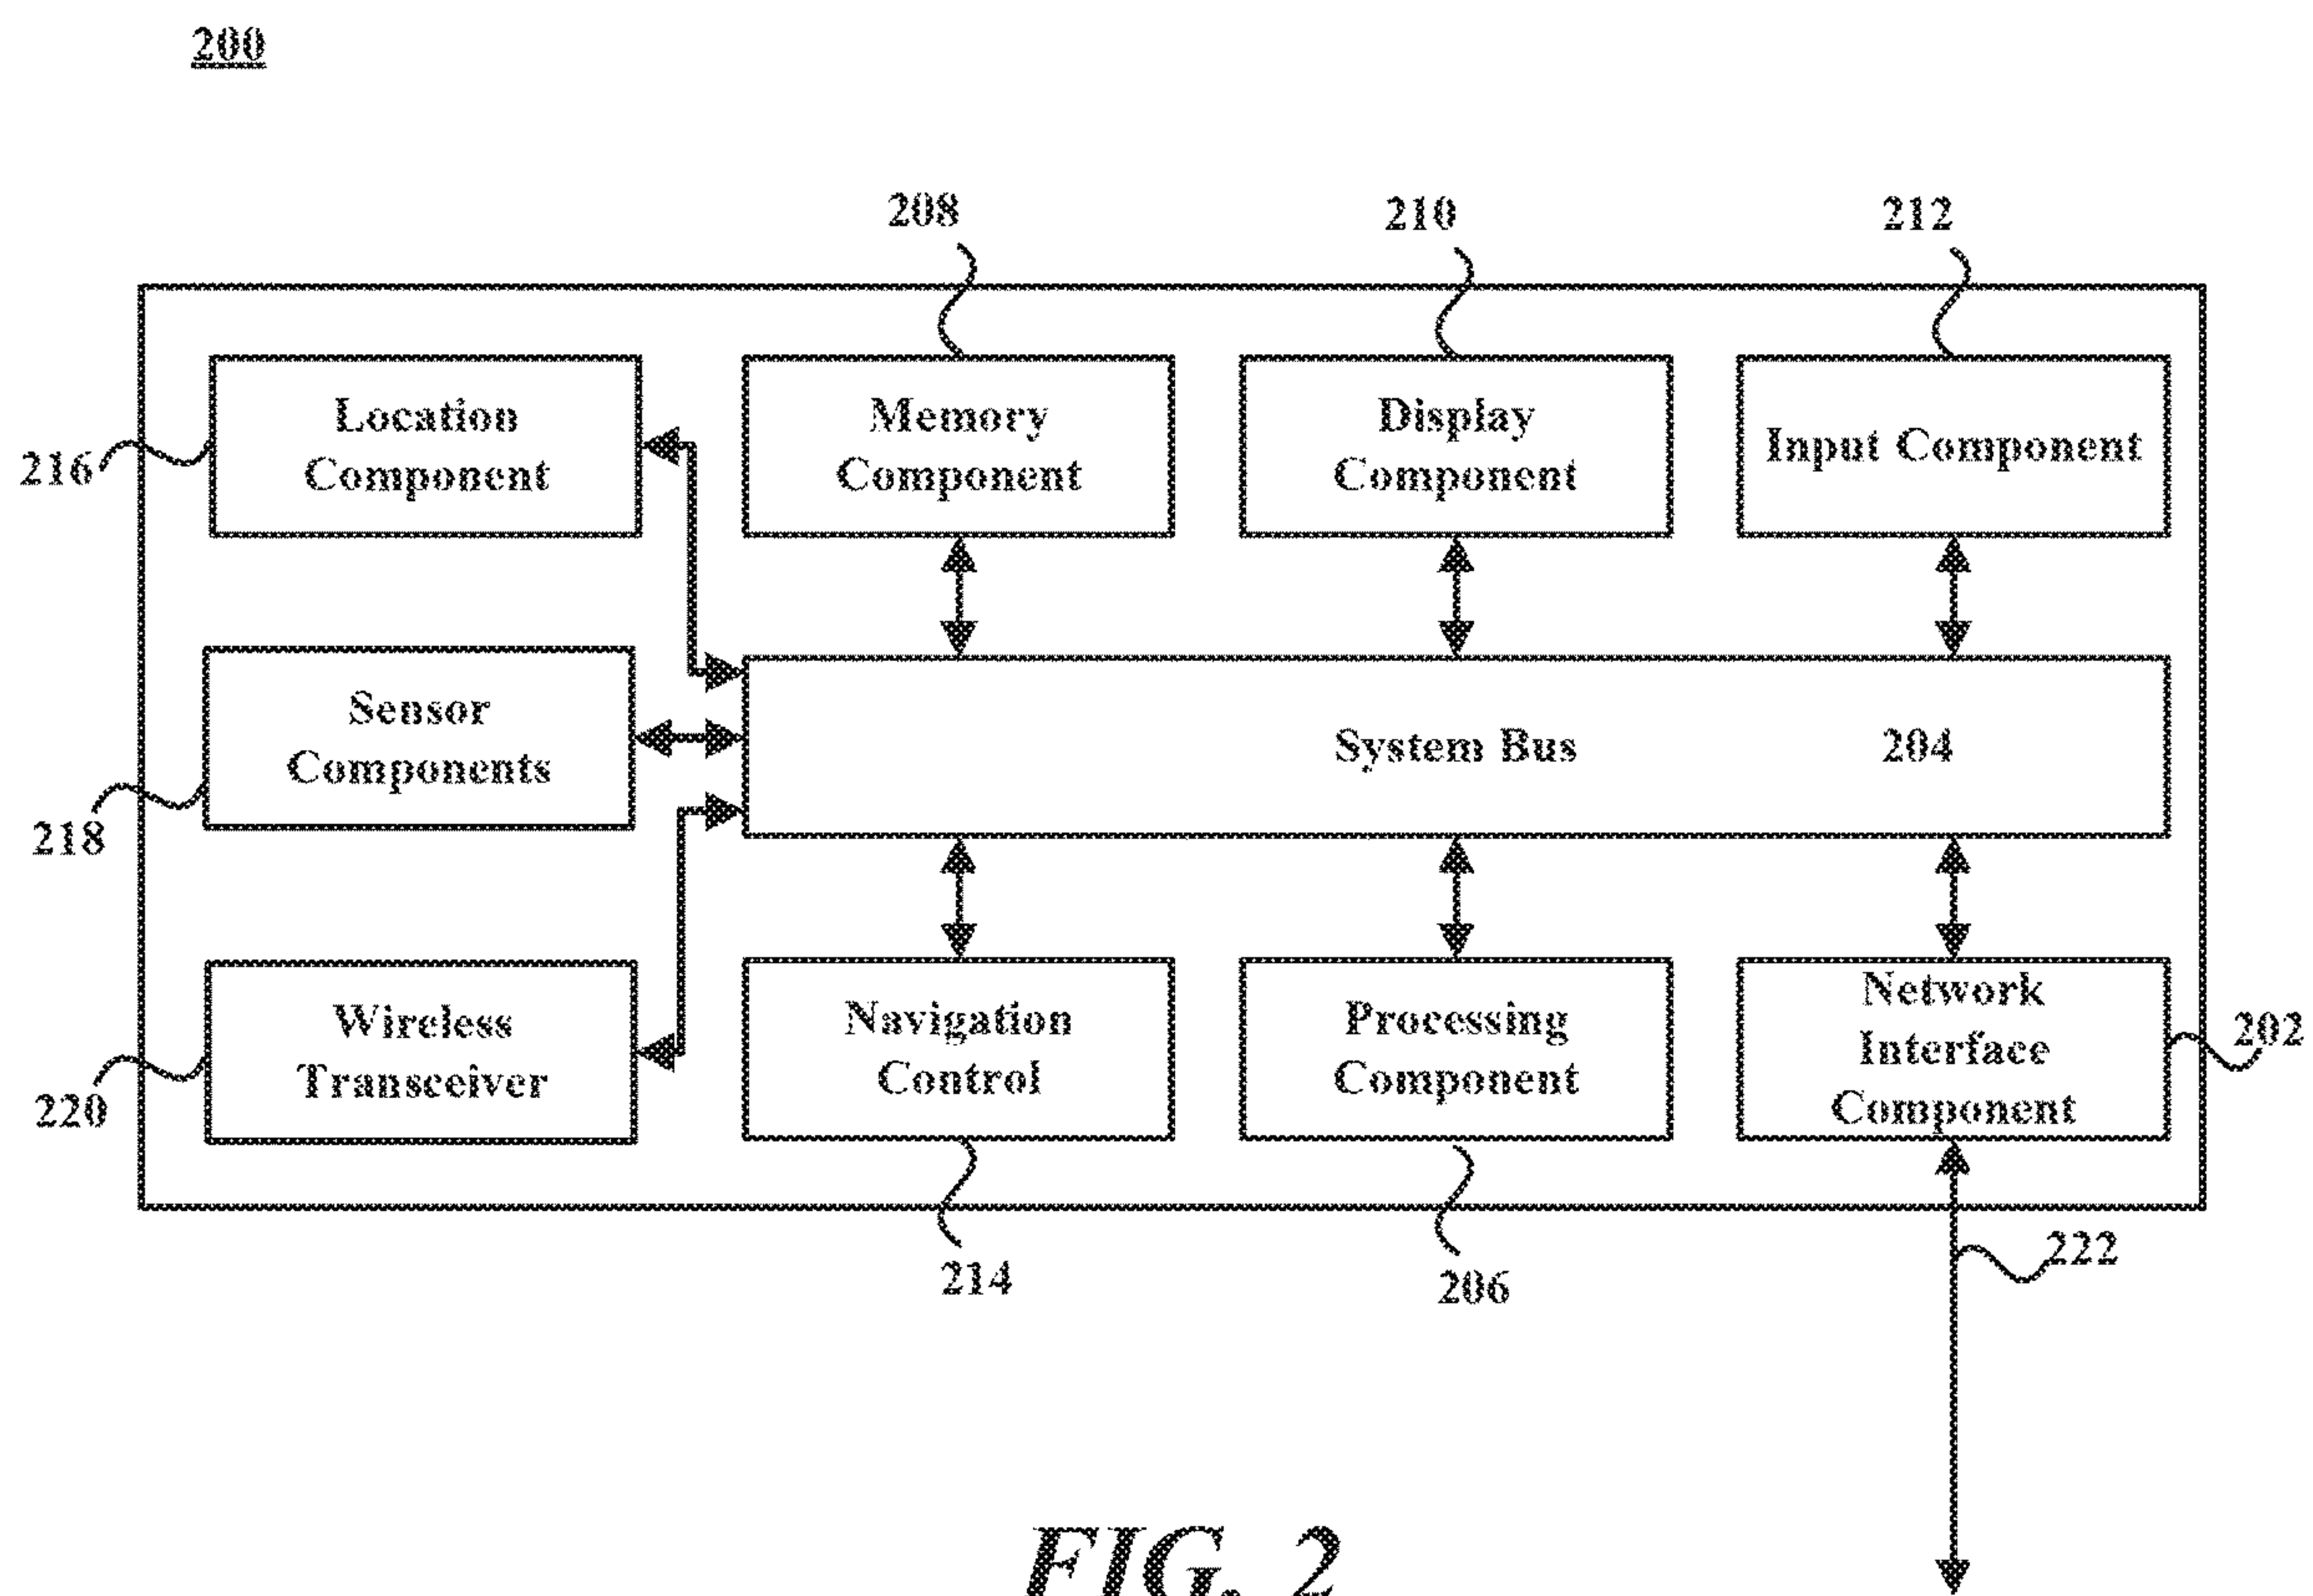 200
208
210
212
Location
Component
Memory
Component
Display
Component
Input Component
216
Sensor
Components
System Bus
204
218
Wireless
Transceiver
Navigation
Control
Processing
Component
Network
Interface
Component
202
220
214
206
222
FIG. 2